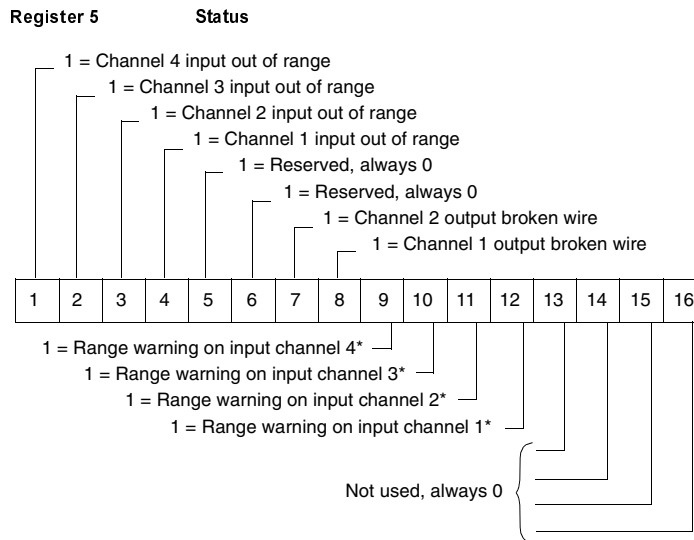 Register 5 Status
1 = Channel 4 input out of range
1 = Channel 3 input out of range
1 = Channel 2 input out of range
1 = Channel 1 input out of range
1 = Reserved, always 0
1 = Reserved, always 0
1 = Channel 2 output broken wire
1 = Channel 1 output broken wire
1 2 3 4 5 6 7 8 9 10 11 12 13 14 15 16
1 = Range warning on input channel 4*
1 = Range warning on input channel 3*
1 = Range warning on input channel 2*
1 = Range warning on input channel 1*
Not used, always 0